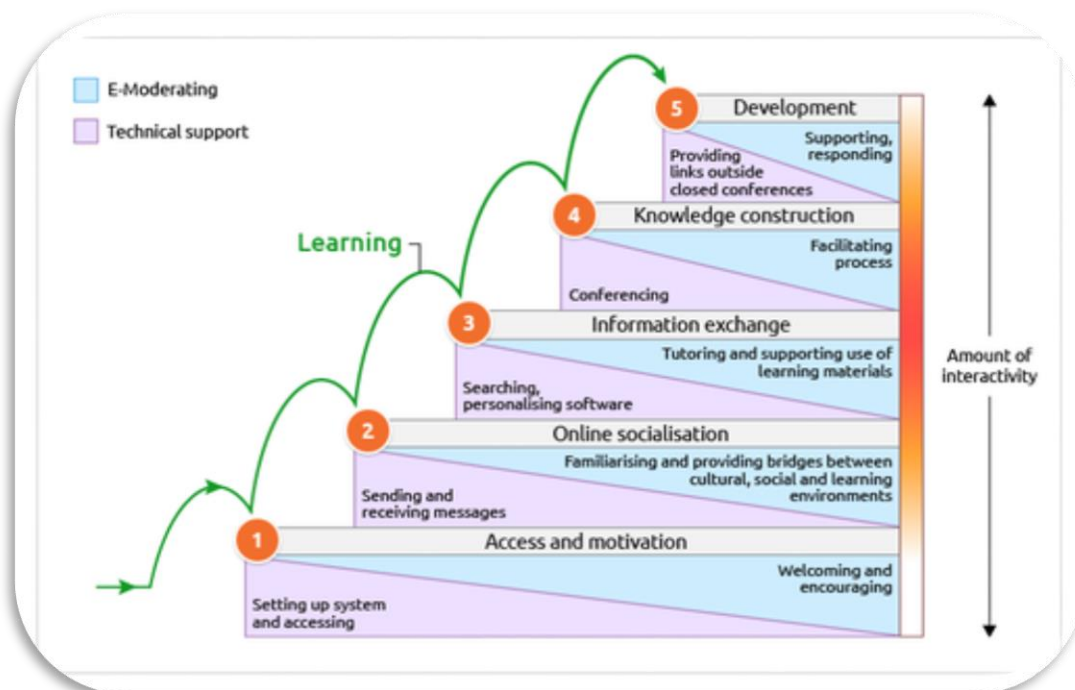 E-Moderating
Technical support
Learning
5
Development
Supporting,
responding
Providing
links outside
closed conferences
4
Knowledge construction
Facilitating
process
Conferencing
3
Information exchange
Tutoring and supporting use of
learning materials
Searching,
personalising software
2
Online socialisation
Familiarising and providing bridges between
cultural, social and learning
environments
Sending and
receiving messages
1
Access and motivation
Welcoming and
encouraging
Setting up system
and accessing
Amount of
interactivity